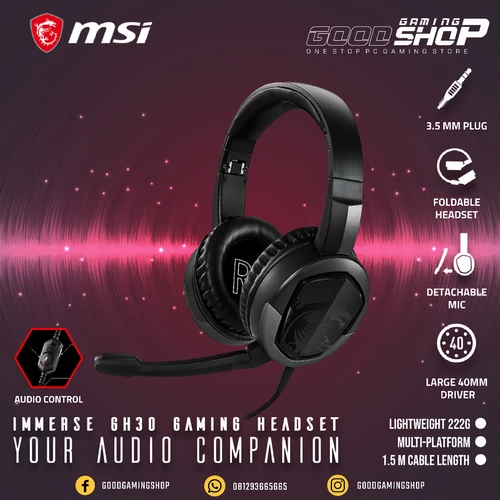 msi
GAMING
GOOD SHOP
ONE STOP PC GAMING STORE
3.5 MM PLUG
FOLDABLE
HEADSET
DETACHABLE
MIC
40
LARGE 40MM
DRIVER
R
AUDIO CONTROL
IMMERSE GH30 GAMING HEADSET
YOUR AUDIO COMPANION
LIGHTWEIGHT 222G
MULTI-PLATFORM
1.5 M CABLE LENGTH
GOODGAMINGSHOP
081293665665
GOODGAMINGSHOP